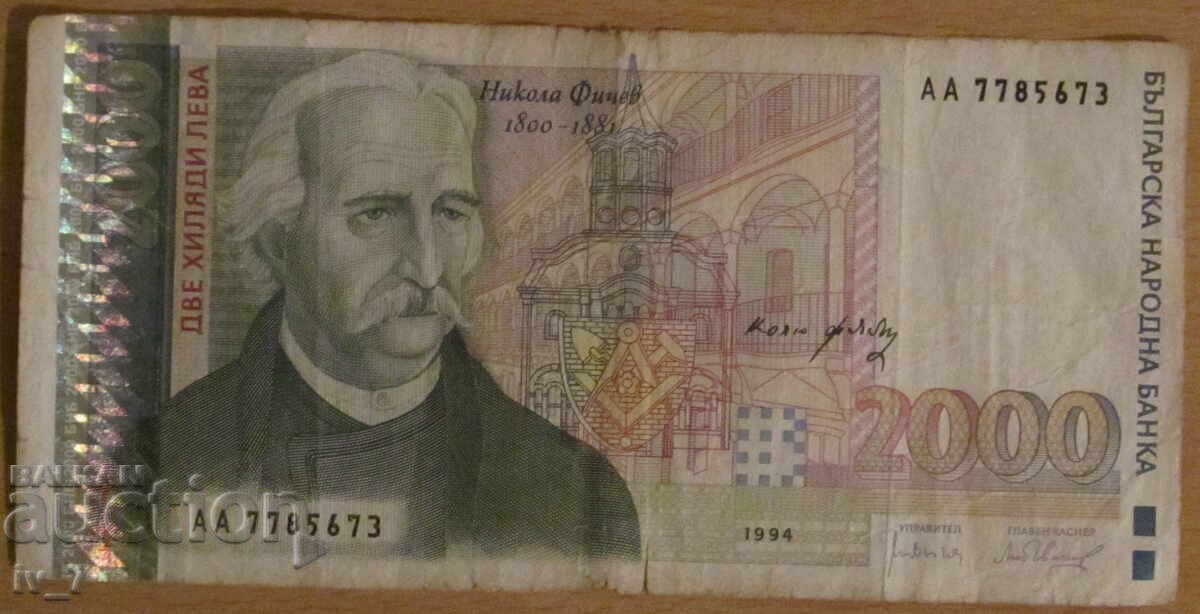 2000
ДВЕ ХИЛЯДИ ЛЕВА
Никола Фичев
1800-1881
АА 7785673
БЪЛГАРСКА НАРОДНА БАНКА
2000
АА 7785673
1994
УПРАВИТЕЛ
ГЛАВЕН КАСИЕР
BALKAN
auction
iv_7